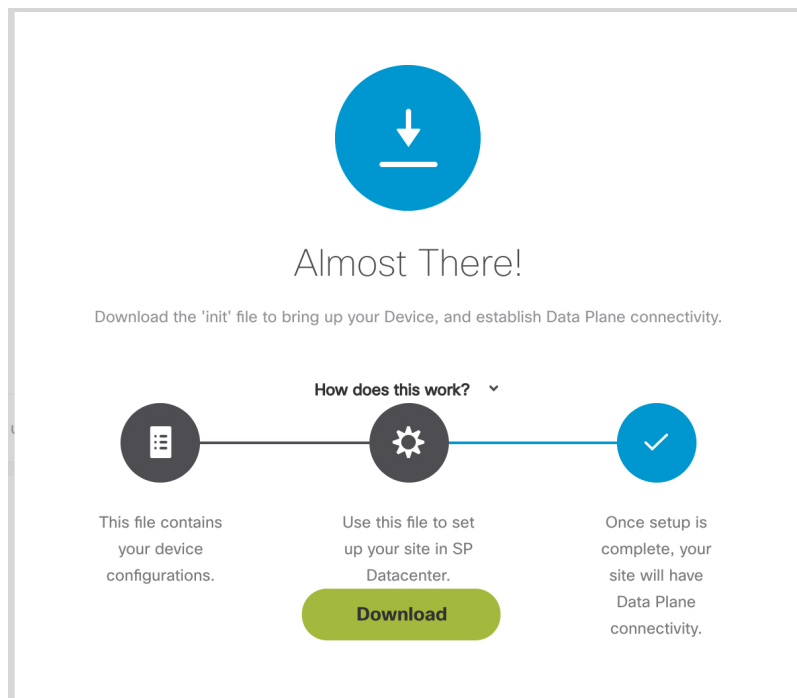 Almost There!
Download the 'init' file to bring up your Device, and establish Data Plane connectivity.
How does this work?
This file contains
your device
configurations.
Use this file to set
up your site in SP
Datacenter.
Once setup is
complete, your
site will have
Data Plane
connectivity.
Download